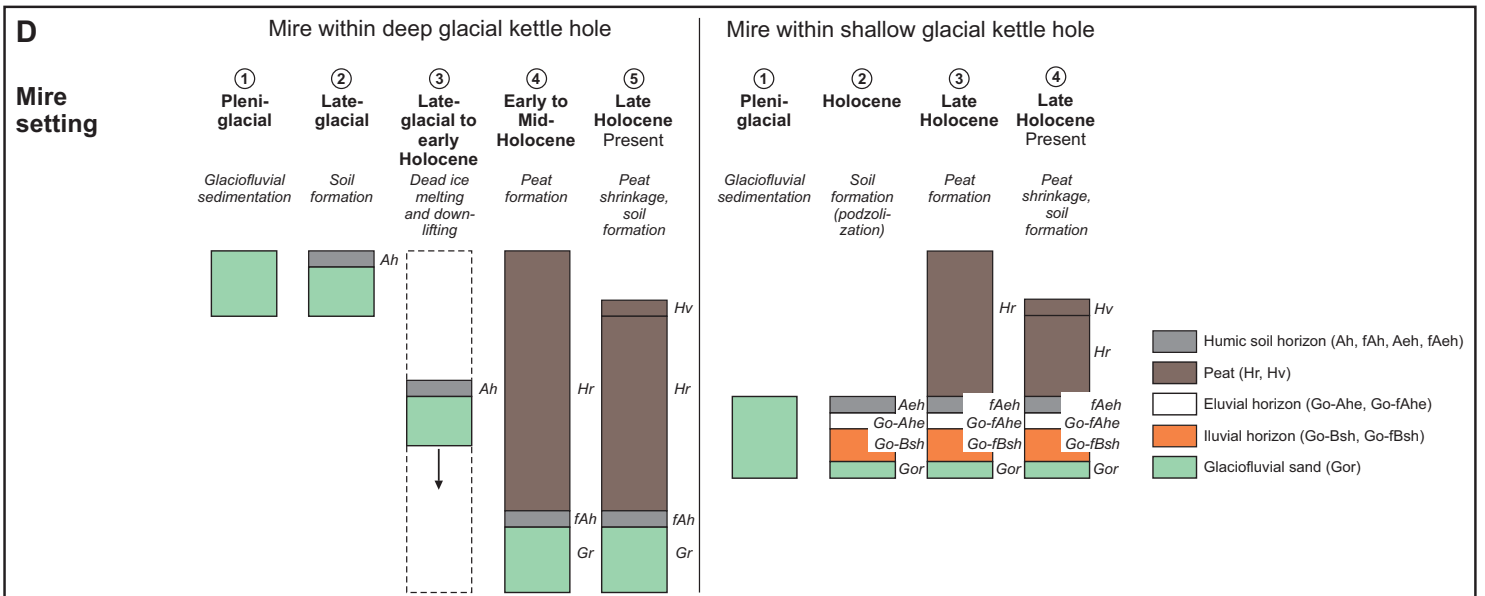 D
Mire within deep glacial kettle hole
Mire within shallow glacial kettle hole
Mire
setting
1
Pleni-
glacial
Glaciofluvial
sedimentation
2
Late-
glacial
Soil
formation
3
Late-
glacial to
early
Holocene
Dead ice
melting
and down-
lifting
4
Early to
Mid-
Holocene
Peat
formation
5
Late
Holocene
Present
Peat
shrinkage,
soil
formation
Ah
Ah
Hr
fAh
Gr
Hv
Hr
fAh
Gr
1
Pleni-
glacial
Glaciofluvial
sedimentation
2
Holocene
Soil
formation
(podzoli-
zation)
3
Late
Holocene
Peat
formation
4
Late
Holocene
Present
Peat
shrinkage,
soil
formation
Aeh
Go-Ahe
Go-Bsh
Gor
Hr
fAeh
Go-fAhe
Go-fBsh
Gor
Hv
Hr
fAeh
Go-fAhe
Go-fBsh
Gor
Humic soil horizon (Ah, fAh, Aeh, fAeh)
Peat (Hr, Hv)
Eluvial horizon (Go-Ahe, Go-fAhe)
Iluvial horizon (Go-Bsh, Go-fBsh)
Glaciofluvial sand (Gor)